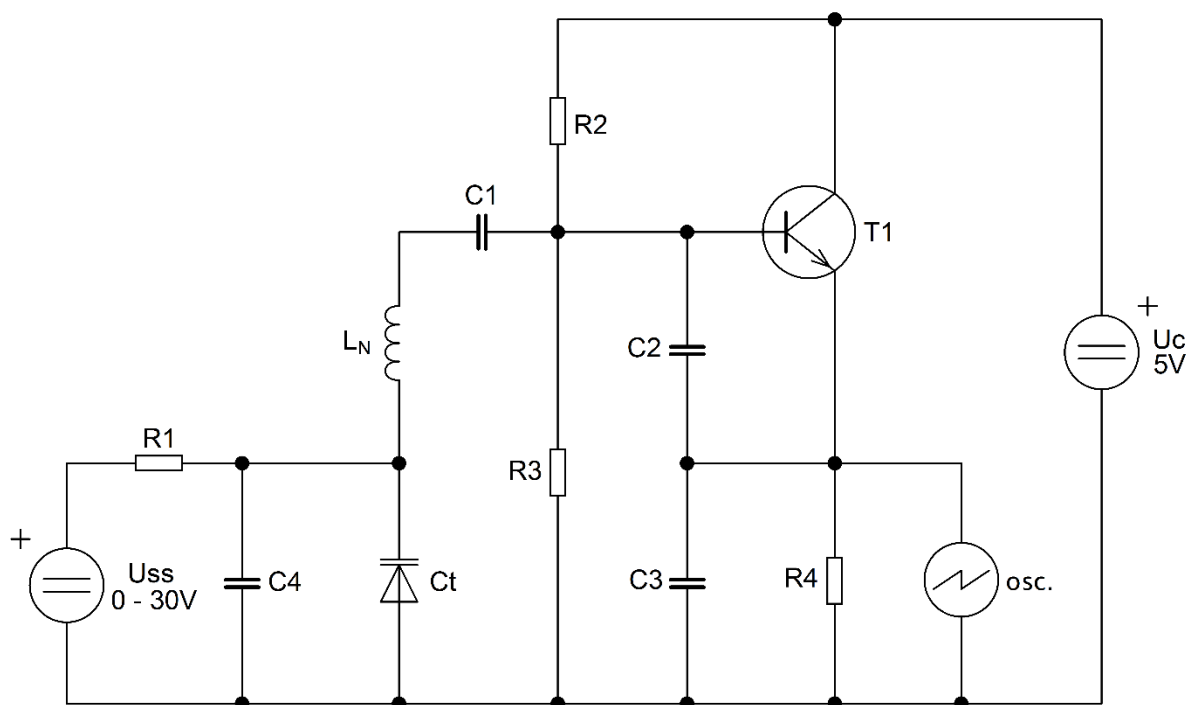 R2
C1
T1
+
Uc
5V
LN
C2
R1
R3
+
Uss
0 - 30V
C4
Ct
C3
R4
osc.